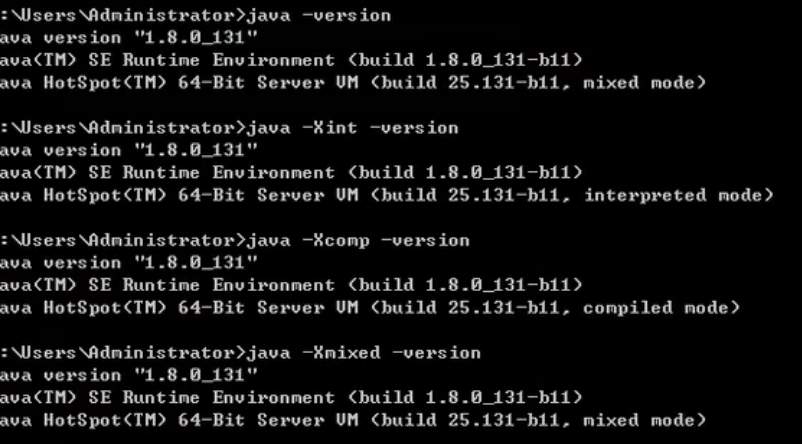 :\Users\Administrator>java -version
ava version "1.8.0_131"
ava(TM) SE Runtime Environment (build 1.8.0_131-b11)
ava HotSpot(TM) 64-Bit Server VM (build 25.131-b11, mixed mode)
:\Users\Administrator>java -Xint -version
ava version "1.8.0_131"
ava(TM) SE Runtime Environment (build 1.8.0_131-b11)
ava HotSpot(TM) 64-Bit Server VM (build 25.131-b11, interpreted mode)
:\Users\Administrator>java -Xcomp -version
ava version "1.8.0_131"
ava(TM) SE Runtime Environment (build 1.8.0_131-b11)
ava HotSpot(TM) 64-Bit Server VM (build 25.131-b11, compiled mode)
:\Users\Administrator>java -Xmixed -version
ava version "1.8.0_131"
ava(TM) SE Runtime Environment (build 1.8.0_131-b11)
ava HotSpot(TM) 64-Bit Server VM (build 25.131-b11, mixed mode)